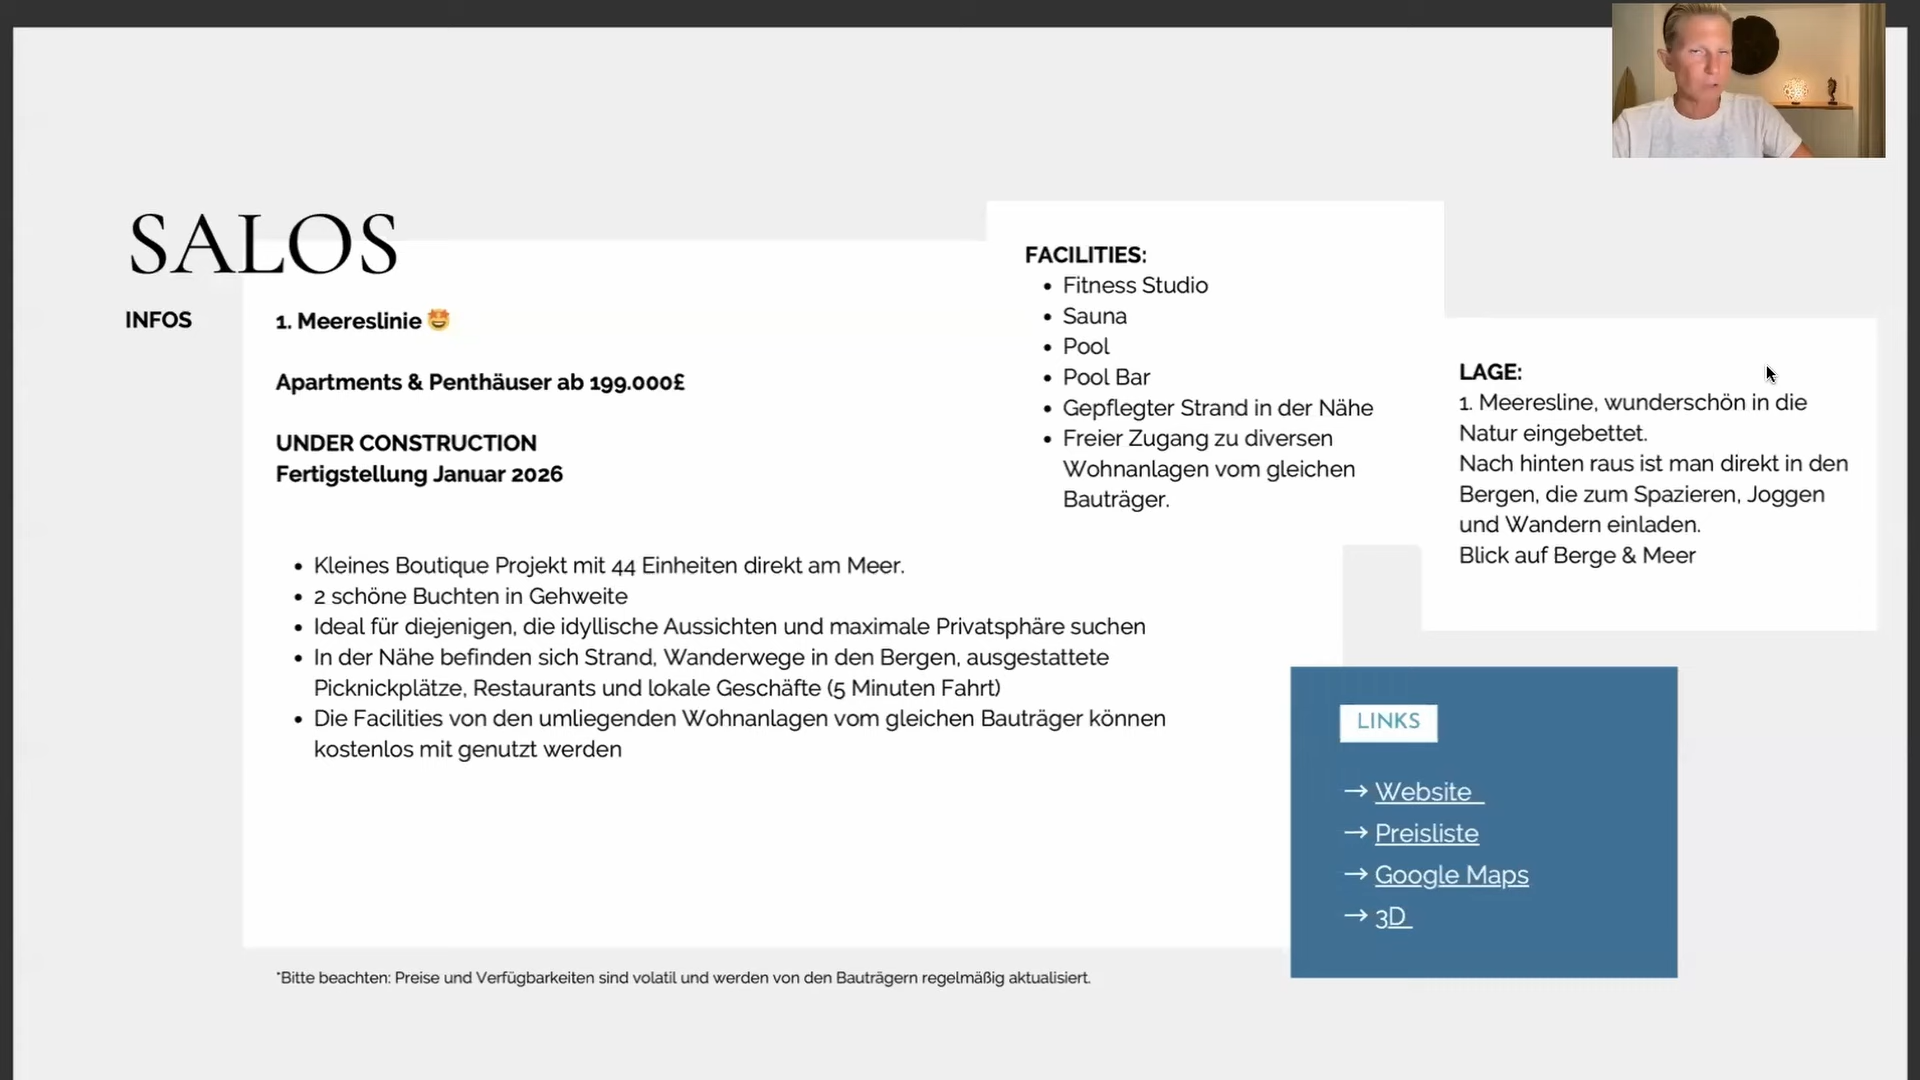 SALOS
INFOS
1. Meereslinie 🤩
Apartments & Penthäuser ab 199.000£
UNDER CONSTRUCTION
Fertigstellung Januar 2026
• Kleines Boutique Projekt mit 44 Einheiten direkt am Meer.
• 2 schöne Buchten in Gehweite
• Ideal für diejenigen, die idyllische Aussichten und maximale Privatsphäre suchen
• In der Nähe befinden sich Strand, Wanderwege in den Bergen, ausgestattete
Picknickplätze, Restaurants und lokale Geschäfte (5 Minuten Fahrt)
• Die Facilities von den umliegenden Wohnanlagen vom gleichen Bauträger können
kostenlos mit genutzt werden
FACILITIES:
• Fitness Studio
• Sauna
• Pool
• Pool Bar
• Gepflegter Strand in der Nähe
• Freier Zugang zu diversen
Wohnanlagen vom gleichen
Bauträger.
LAGE:
1. Meeresline, wunderschön in die
Natur eingebettet.
Nach hinten raus ist man direkt in den
Bergen, die zum Spazieren, Joggen
und Wandern einladen.
Blick auf Berge & Meer
LINKS
→ Website
→ Preisliste
→ Google Maps
→ 3D
*Bitte beachten: Preise und Verfügbarkeiten sind volatil und werden von den Bauträgern regelmäßig aktualisiert.